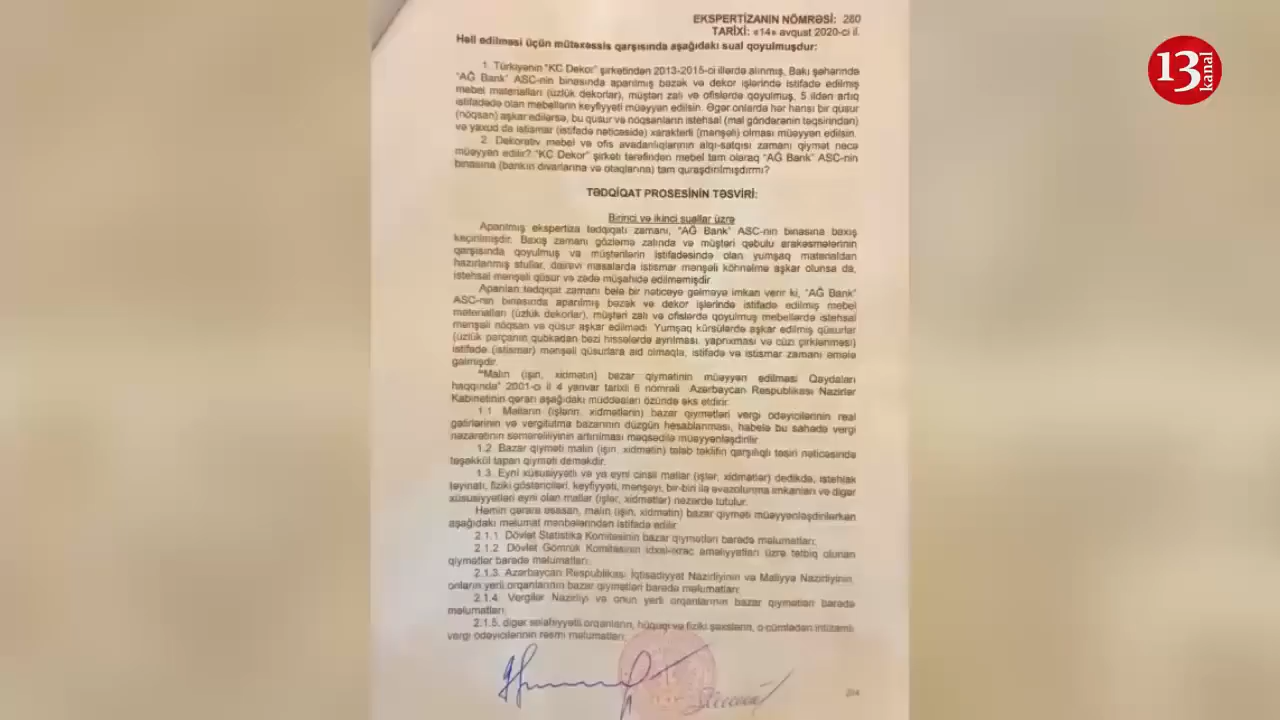 EKSPERTİZANIN NÖMRƏSİ: 280
TARİXİ: «14» avqust 2020-ci il.
Həll edilməsi üçün mütəxəssis qarşısında aşağıdakı sual qoyulmuşdur:
1. Türkiyənin "KC Dekor" şirkətindən 2013-2015-ci illərdə alınmış, Bakı şəhərində
"AĞ Bank" ASC-nin binasında aparılmış bəzək və dekor işlərində istifadə edilmiş
mebel materialları (üzlük dekorlar), müştəri zalı və ofislərdə qoyulmuş, 5 ildən artıq
istifadədə olan mebellərin keyfiyyəti müəyyən edilsin. Əgər onlarda hər hansı bir qüsur
(nöqsan) aşkar edilərsə, bu qüsur və nöqsanların istehsal (mal göndərənin təqsirindən)
və yaxud da istismar (istifadə nəticəsidə) xarakterli (mənşəli) olması müəyyən edilsin.
2. Dekorativ mebel və ofis avadanlıqlarının alqı-satqısı zamanı qiymət necə
müəyyən edilir? "KC Dekor" şirkəti tərəfindən mebel tam olaraq "AĞ Bank" ASC-nin
binasına (bankın divarlarına və otaqlarına) tam quraşdırılmışdırmı?
TƏDQİQAT PROSESİNİN TƏSVİRİ:
Birinci və ikinci suallar üzrə
Aparılmış ekspertiza tədqiqatı zamanı, "AĞ Bank" ASC-nin binasına baxış
keçirilmişdir. Baxış zamanı gözləmə zalında və müştəri qəbulu arakəsmələrinin
qarşısında qoyulmuş və müştərilərin istifadəsində olan yumşaq materialdan
hazırlanmış stullar, dairəvi masalarda istismar mənşəli köhnəlmə aşkar olunsa da,
istehsal mənşəli qüsur və zədə müşahidə edilməmişdir.
Aparılan tədqiqat zamanı belə bir nəticəyə gəlməyə imkan verir ki, "AĞ Bank"
ASC-nin binasında aparılmış bəzək və dekor işlərində istifadə edilmiş mebel
materialları (üzlük dekorlar), müştəri zalı və ofislərdə qoyulmuş mebellərdə istehsal
mənşəli nöqsan və qüsur aşkar edilmədi. Yumşaq kürsülərdə aşkar edilmiş qüsurlar
(üzlük parçanın qubkadan bəzi hissələrdə ayrılması, yapıxması və cüzi çirklənməsi)
istifadə (istismar) mənşəli qüsurlara aid olmaqla, istifadə və istismar zamanı əmələ
gəlmişdir.
"Malın (işin, xidmətin) bazar qiymətinin müəyyən edilməsi Qaydaları
haqqında" 2001-ci il 4 yanvar tarixli 6 nömrəli Azərbaycan Respublikası Nazirlər
Kabinetinin qərarı aşağıdakı müddəaları özündə əks etdirir.
1.1. Malların (işlərin, xidmətlərin) bazar qiymətləri vergi ödəyicilərinin real
gəlirlərinin və vergitutma bazarının düzgün hesablanması, habelə bu sahədə vergi
nəzarətinin səmərəliliyinin artırılması məqsədilə müəyyənləşdirilir.
1.2. Bazar qiyməti malın (işin, xidmətin) tələb təklifin qarşılıqlı təsiri nəticəsində
təşəkkül tapan qiyməti deməkdir.
1.3. Eyni xüsusiyyətli və ya eyni cinsli mallar (işlər, xidmətlər) dedikdə, istehlak
təyinatı, fiziki göstəriciləri, keyfiyyəti, mənşəyi, bir-biri ilə əvəzolunma imkanları və digər
xüsusiyyətləri eyni olan mallar (işlər, xidmətlər) nəzərdə tutulur.
Həmin qərara əsasən, malın (işin, xidmətin) bazar qiyməti müəyyənləşdirilərkən
aşağıdakı məlumat mənbələrindən istifadə edilir:
2.1.1. Dövlət Statistika Komitəsinin bazar qiymətləri barədə məlumatları;
2.1.2. Dövlət Gömrük Komitəsinin idxal-ixrac əməliyyatları üzrə tətbiq olunan
qiymətlər barədə məlumatları;
2.1.3. Azərbaycan Respublikası İqtisadiyyat Nazirliyinin və Maliyyə Nazirliyinin,
onların yerli orqanlarının bazar qiymətləri barədə məlumatları;
2.1.4. Vergilər Nazirliyi və onun yerli orqanlarının bazar qiymətləri barədə
məlumatları;
2.1.5. digər səlahiyyətli orqanların, hüquqi və fiziki şəxslərin, o cümlədən intizamlı
vergi ödəyicilərinin rəsmi məlumatları;
13 kanal